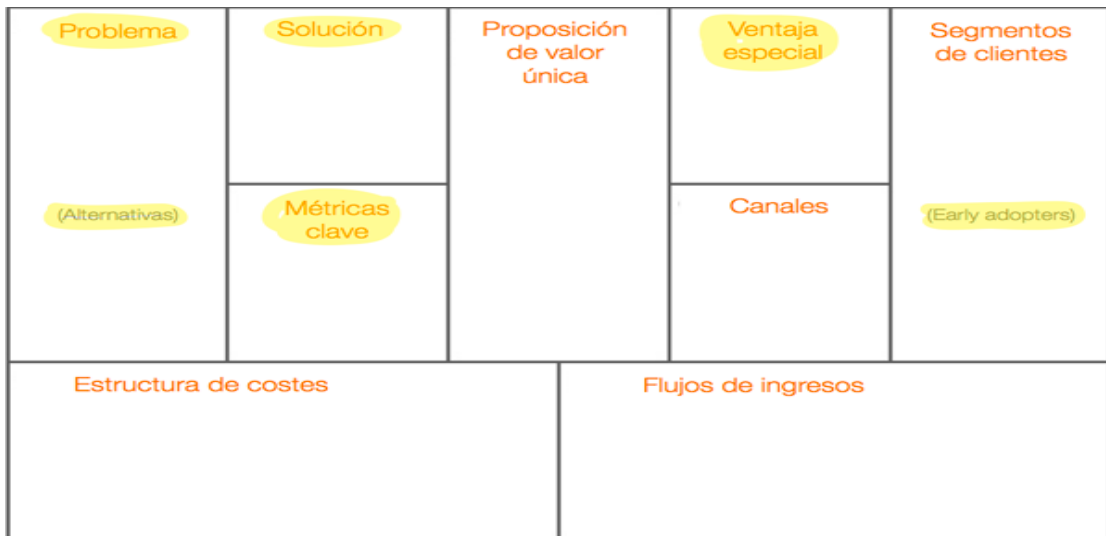 Problema
(Alternativas)
Solución
Métricas
clave
Proposición
de valor
única
Ventaja
especial
Canales
Segmentos
de clientes
(Early adopters)
Estructura de costes
Flujos de ingresos